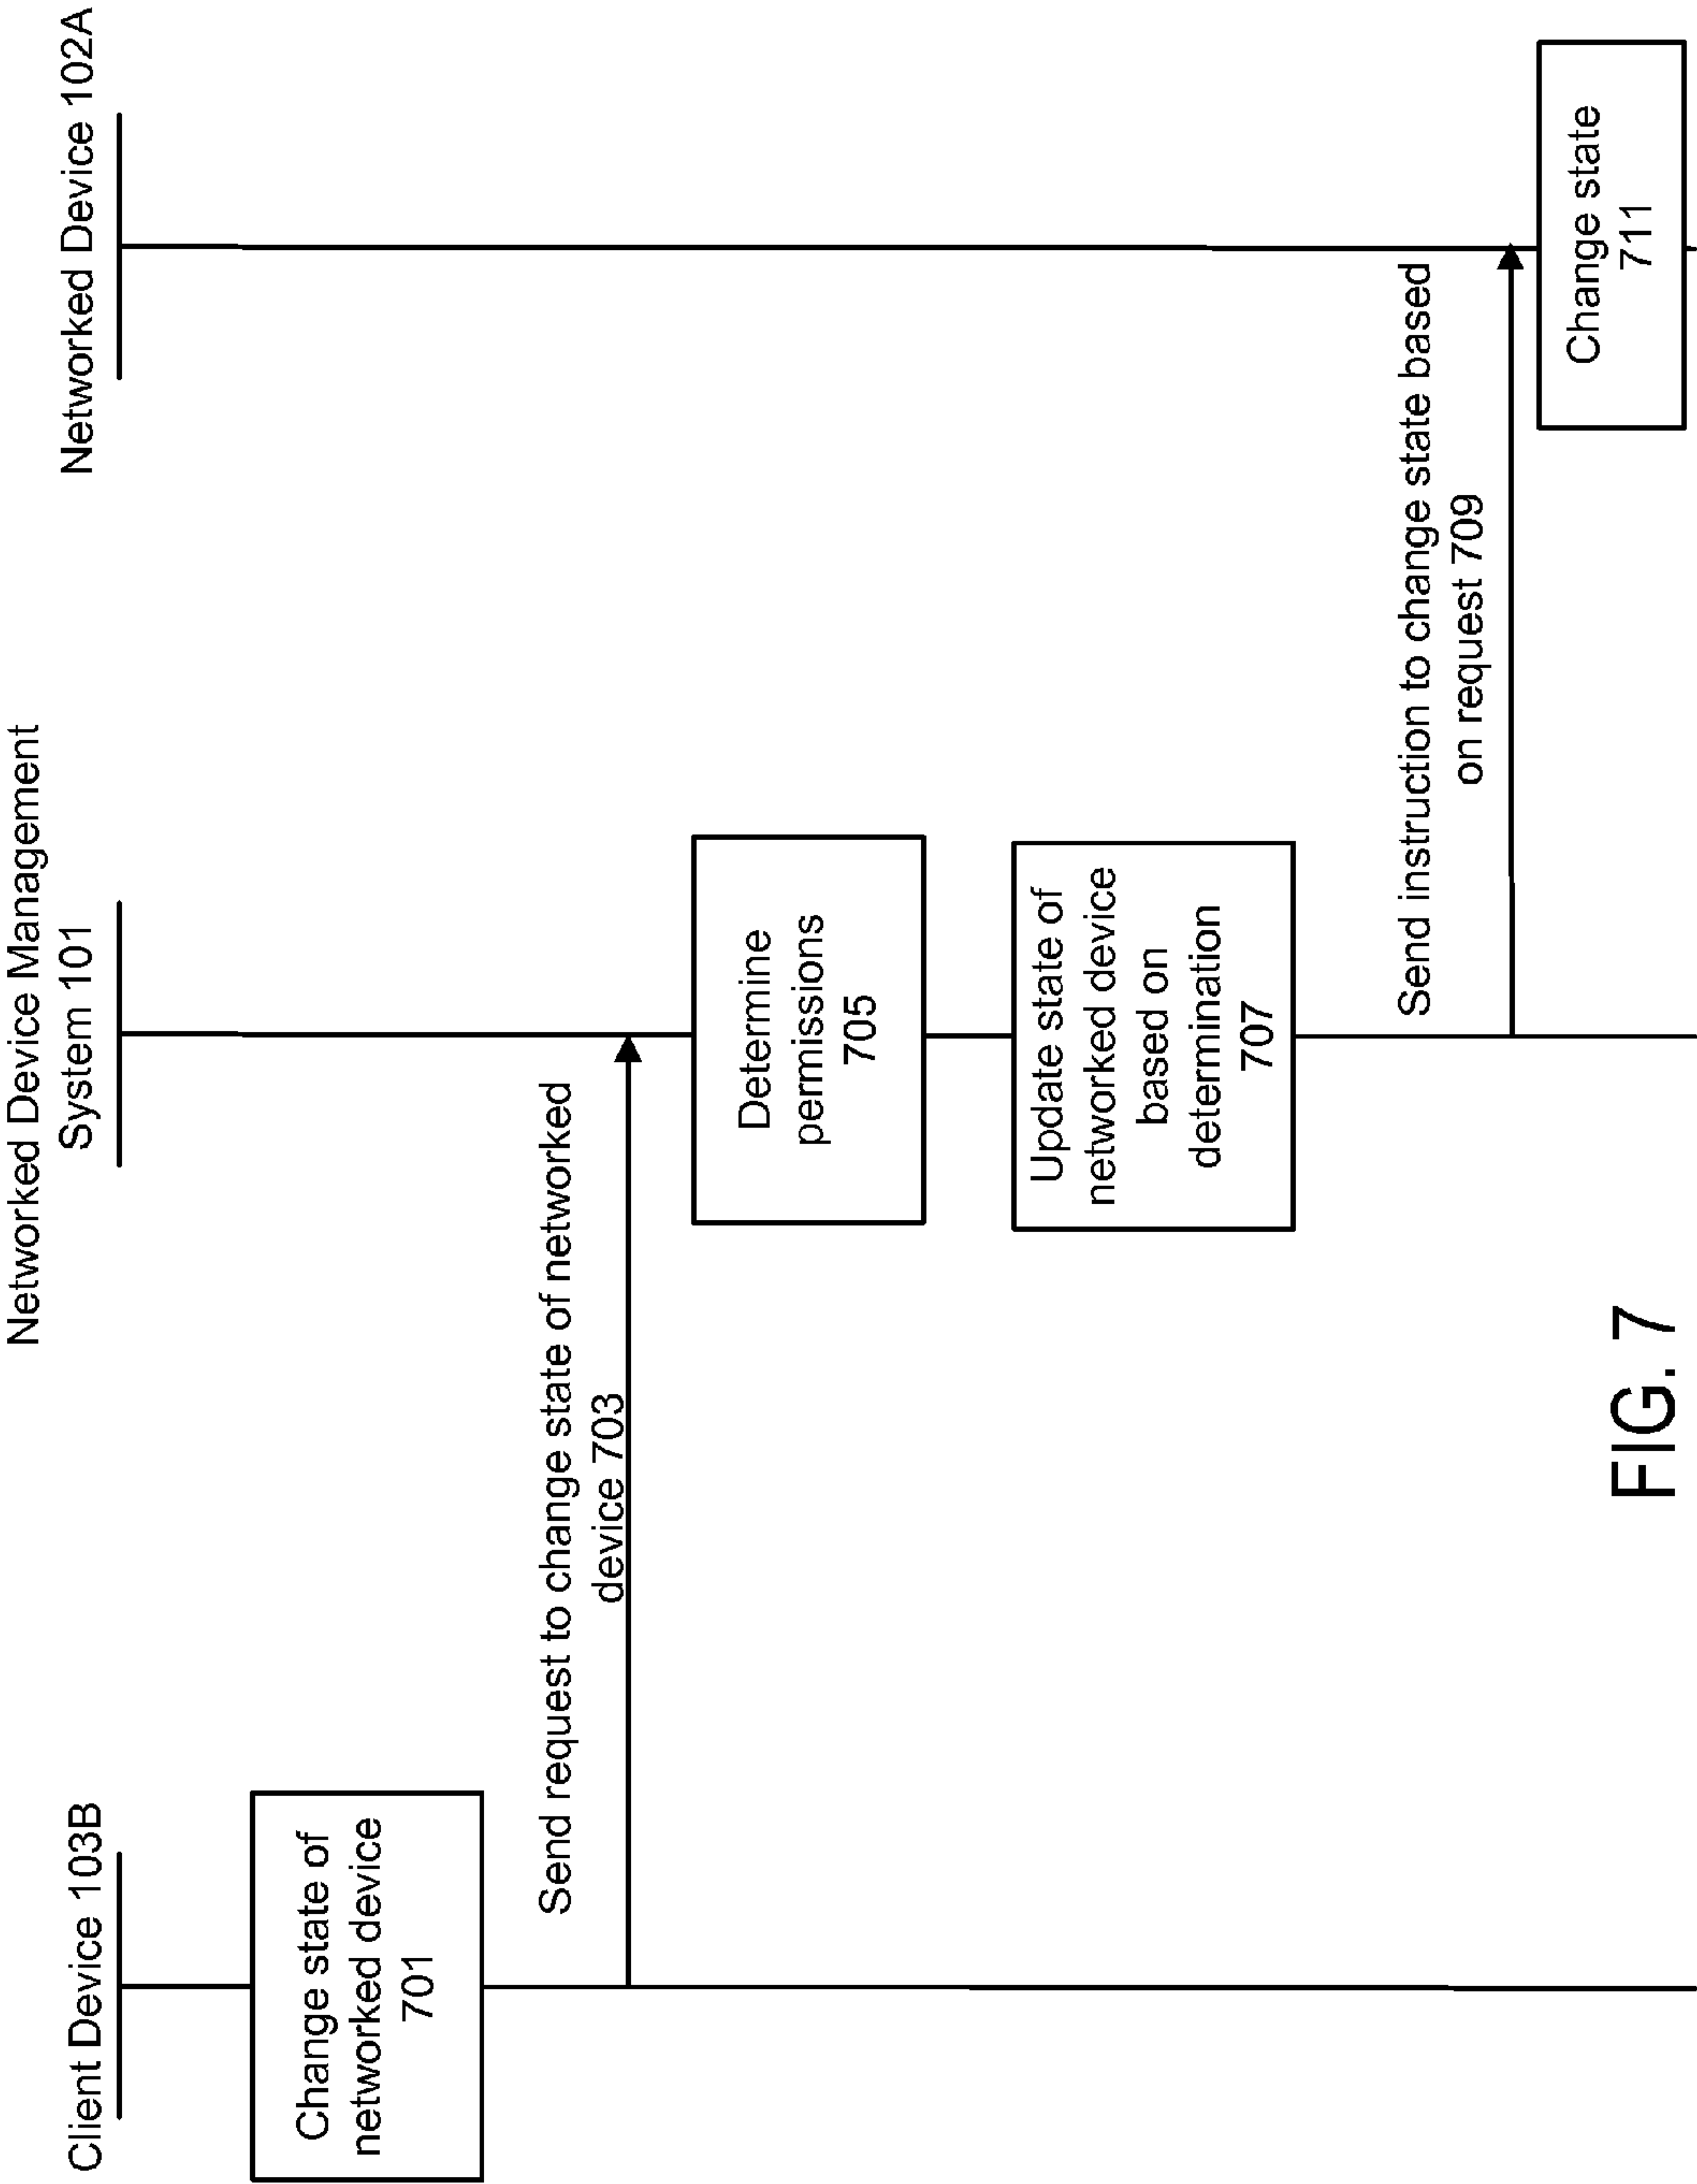 Client Device 103B
Networked Device Management
System 101
Networked Device 102A
Change state of
networked device
701
Send request to change state of networked
device 703
Determine
permissions
705
Update state of
networked device
based on
determination
707
Send instruction to change state based
on request 709
Change state
711
FIG. 7